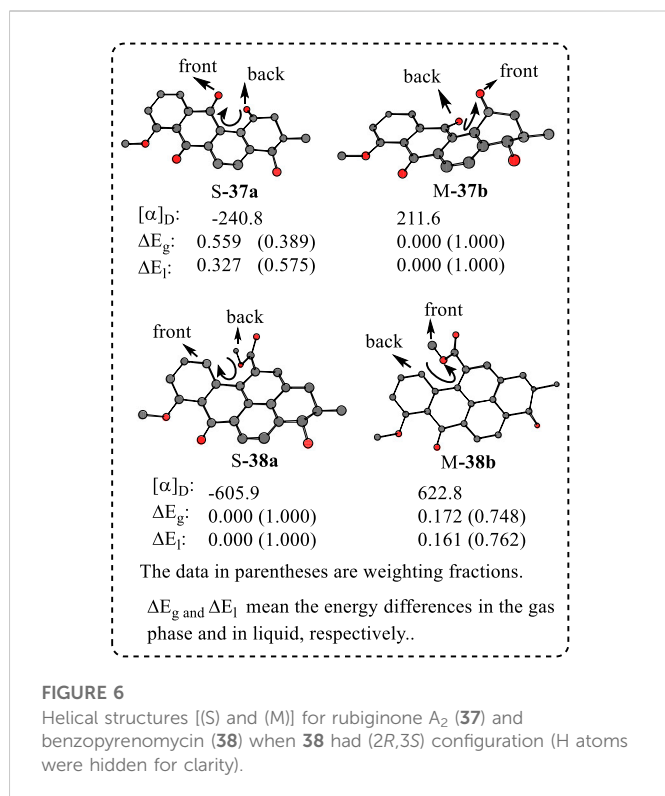 front back
back front
S-37a M-37b
[α]D: -240.8 211.6
ΔEg: 0.559 (0.389) 0.000 (1.000)
ΔEl: 0.327 (0.575) 0.000 (1.000)
front back
back front
S-38a M-38b
[α]D: -605.9 622.8
ΔEg: 0.000 (1.000) 0.172 (0.748)
ΔEl: 0.000 (1.000) 0.161 (0.762)
The data in parentheses are weighting fractions.
ΔEg and ΔEl mean the energy differences in the gas
phase and in liquid, respectively..
FIGURE 6
Helical structures [(S) and (M)] for rubiginone A2 (37) and
benzopyrenomycin (38) when 38 had (2R,3S) configuration (H atoms
were hidden for clarity).